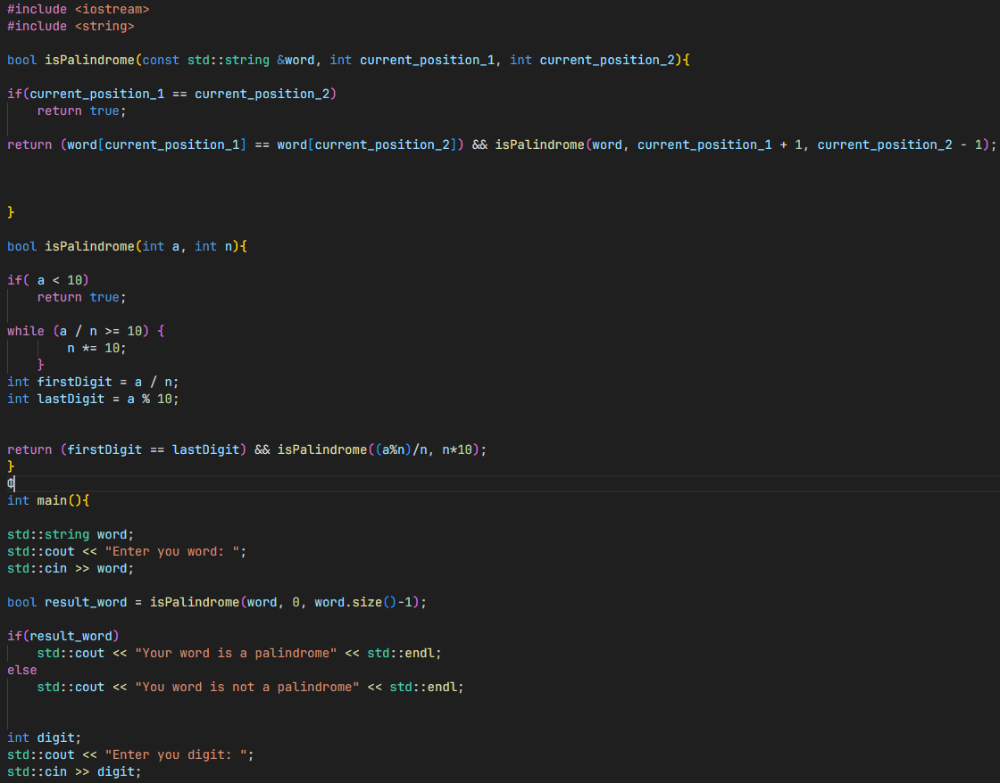 #include <iostream>
#include <string>
bool isPalindrome(const std::string &word, int current_position_1, int current_position_2){
if(current_position_1 == current_position_2)
return true;
return (word[current_position_1] == word[current_position_2]) && isPalindrome(word, current_position_1 + 1, current_position_2 - 1);
}
bool isPalindrome(int a, int n){
if( a < 10)
return true;
while (a / n >= 10) {
n *= 10;
}
int firstDigit = a / n;
int lastDigit = a % 10;
return (firstDigit == lastDigit) && isPalindrome((a%n)/n, n*10);
}
int main(){
std::string word;
std::cout << "Enter you word: ";
std::cin >> word;
bool result_word = isPalindrome(word, 0, word.size()-1);
if(result_word)
std::cout << "Your word is a palindrome" << std::endl;
else
std::cout << "You word is not a palindrome" << std::endl;
int digit;
std::cout << "Enter you digit: ";
std::cin >> digit;